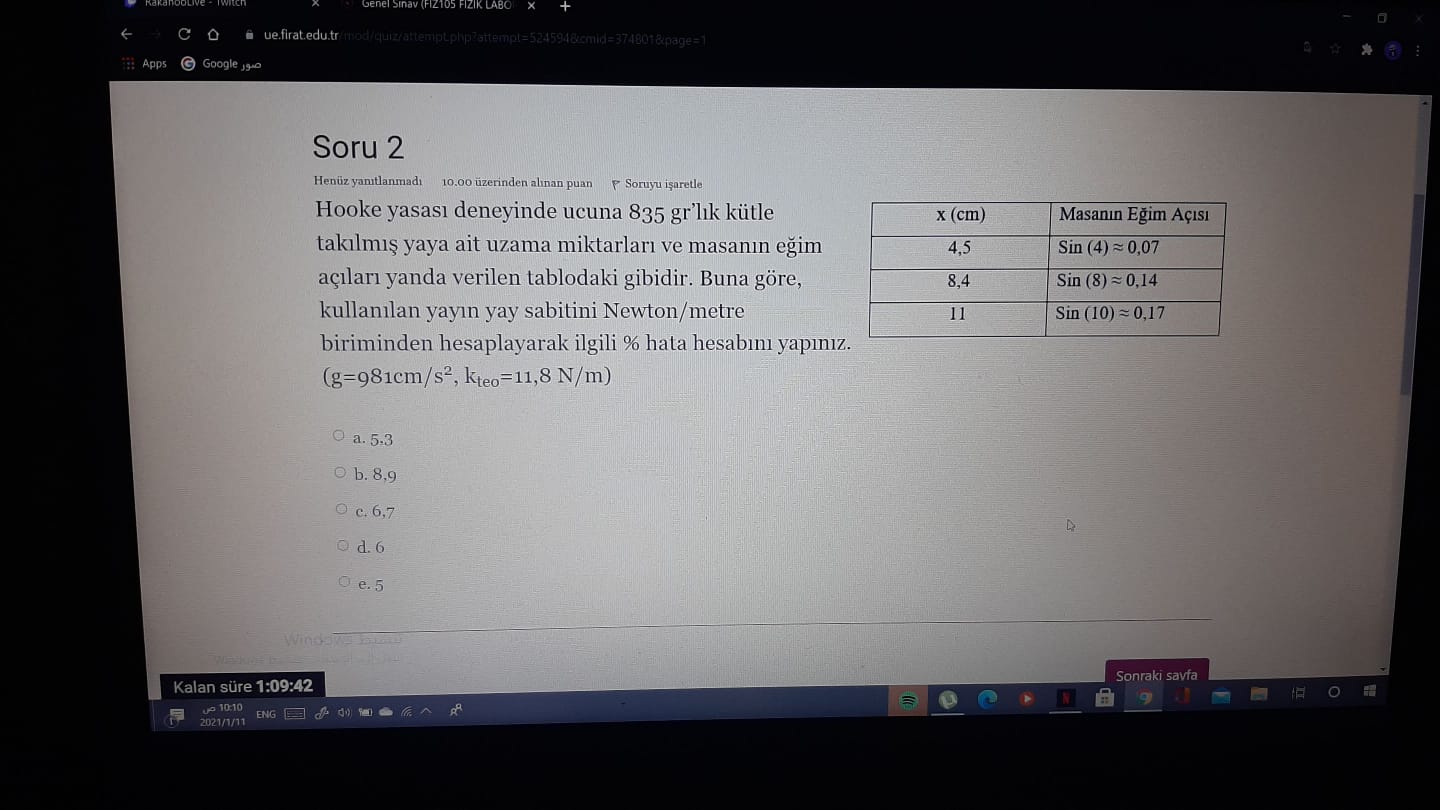 KakahooLive - Twitch
Genel Sınav (FİZ105 FİZİK LABO
ue.firat.edu.tr/mod/quiz/attempt.php?attempt=524594&cmid=374801&page=1
Apps
Google صور
Soru 2
Henüz yanıtlanmadı 10.00 üzerinden alınan puan Soruyu işaretle
Hooke yasası deneyinde ucuna 835 gr’lık kütle
takılmış yaya ait uzama miktarları ve masanın eğim
açıları yanda verilen tablodaki gibidir. Buna göre,
kullanılan yayın yay sabitini Newton/metre
biriminden hesaplayarak ilgili % hata hesabını yapınız.
(g=981cm/s², kteo=11,8 N/m)
x (cm) Masanın Eğim Açısı
4,5 Sin (4) ≈ 0,07
8,4 Sin (8) ≈ 0,14
11 Sin (10) ≈ 0,17
a. 5,3
b. 8,9
c. 6,7
d. 6
e. 5
Windows
Kalan süre 1:09:42
Sonraki sayfa
ص 10:10
2021/1/11
ENG